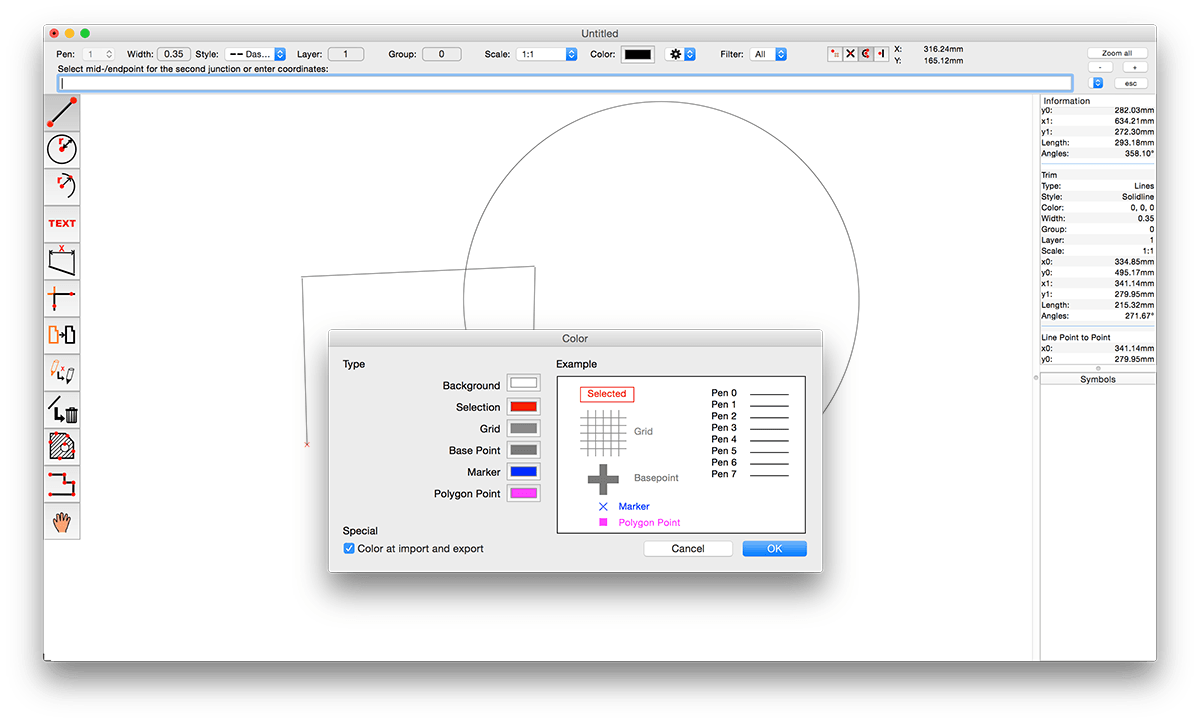 Untitled
Pen: 1 Width: 0.35 Style: Das... Layer: 1 Group: 0 Scale: 1:1 Color: Filter: All X: 316.24mm Zoom all
Y: 165.12mm
Select mid-/endpoint for the second junction or enter coordinates:
- +
esc
Information
y0: 282.03mm
x1: 634.21mm
y1: 272.30mm
Length: 293.18mm
Angles: 358.10°
Trim
Type: Lines
Style: Solidline
Color: 0, 0, 0
Width: 0.35
Group: 0
Layer: 1
Scale: 1:1
x0: 334.85mm
y0: 495.17mm
x1: 341.14mm
y1: 279.95mm
Length: 215.32mm
Angles: 271.67°
Line Point to Point
x0: 341.14mm
y0: 279.95mm
Symbols
r
r
TEXT
X
x
Color
Type
Background
Selection
Grid
Base Point
Marker
Polygon Point
Special
Color at import and export
Example
Selected
Grid
Basepoint
Marker
Polygon Point
Pen 0
Pen 1
Pen 2
Pen 3
Pen 4
Pen 5
Pen 6
Pen 7
Cancel
OK